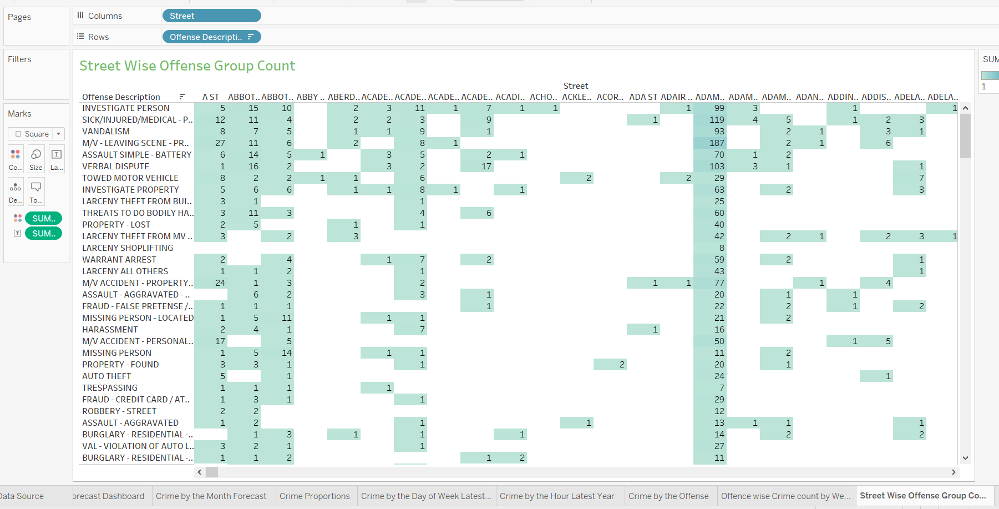 Pages
Columns
Street
Rows
Offense Descripti..
Filters
Marks
Square
Co...
Size
La...
De...
To...
SUM..
SUM..
Street Wise Offense Group Count
SUM
1
Street
Offense Description A ST ABBOT.. ABBOT.. ABBY .. ABERD.. ACADE.. ACADE.. ACADE.. ACADE.. ACADI.. ACHO.. ACKLE.. ACOR.. ADA ST ADAIR .. ADAM.. ADAM.. ADAM.. ADAN.. ADDIN.. ADDIS.. ADELA.. ADELA..
INVESTIGATE PERSON 5 15 10 2 3 11 1 7 1 1 1 99 3 1 1
SICK/INJURED/MEDICAL - P.. 12 11 4 2 2 3 9 1 119 4 5 1 2 3
VANDALISM 8 7 5 1 1 9 1 93 2 1 3 1
M/V - LEAVING SCENE - PR.. 27 11 6 2 8 1 187 2 1 6
ASSAULT SIMPLE - BATTERY 6 14 5 1 3 5 2 1 70 1 2
VERBAL DISPUTE 1 16 2 3 2 17 103 3 1 1
TOWED MOTOR VEHICLE 8 2 2 1 1 6 2 2 29 7
INVESTIGATE PROPERTY 5 6 6 1 1 8 1 1 63 2 3
LARCENY THEFT FROM BUI.. 3 1 1 25
THREATS TO DO BODILY HA.. 3 11 3 4 6 60
PROPERTY - LOST 2 5 1 1 40
LARCENY THEFT FROM MV .. 3 2 3 42 2 1 2 3 1
LARCENY SHOPLIFTING 8
WARRANT ARREST 2 4 1 7 2 59 2 1
LARCENY ALL OTHERS 1 1 2 1 43 1
M/V ACCIDENT - PROPERTY.. 24 1 3 2 1 1 77 1 4
ASSAULT - AGGRAVATED - .. 6 2 3 1 20 1 1
FRAUD - FALSE PRETENSE /.. 1 1 1 1 22 2 1 2
MISSING PERSON - LOCATED 1 5 11 1 1 21 2
HARASSMENT 2 4 1 7 1 16
M/V ACCIDENT - PERSONAL.. 17 5 50 1 5
MISSING PERSON 1 5 14 1 1 11 2
PROPERTY - FOUND 3 3 1 1 2 20 1
AUTO THEFT 5 1 24 1
TRESPASSING 1 1 1 1 7
FRAUD - CREDIT CARD / AT.. 1 3 1 1 29
ROBBERY - STREET 2 2 12
ASSAULT - AGGRAVATED 1 2 1 1 13 1 1 1
BURGLARY - RESIDENTIAL -.. 1 3 1 1 1 14 2 2
VAL - VIOLATION OF AUTO L.. 3 2 1 1 27
BURGLARY - RESIDENTIAL -.. 1 1 2 1 2 11
Data Source orecast Dashboard Crime by the Month Forecast Crime Proportions Crime by the Day of Week Latest... Crime by the Hour Latest Year Crime by the Offense Offence wise Crime count by We... Street Wise Offense Group Co...